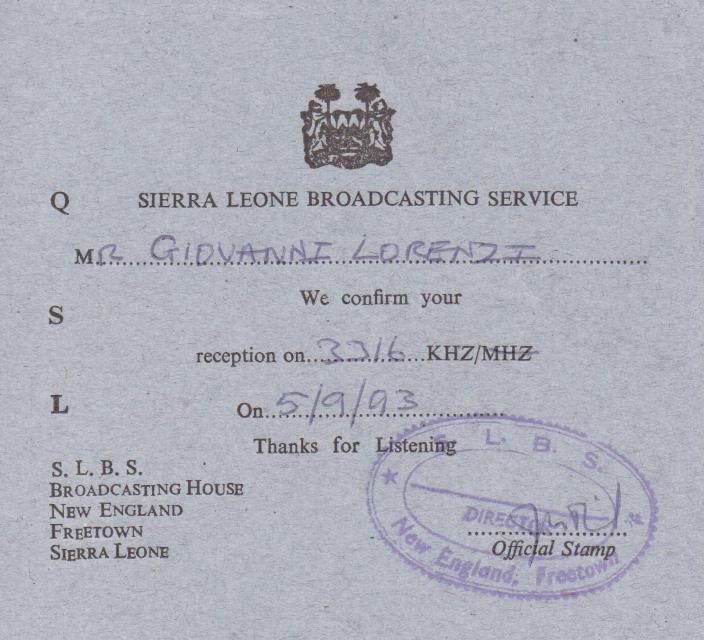 Q SIERRA LEONE BROADCASTING SERVICE
MR GIOVANNI LORENZI
We confirm your
S
reception on 3316 KHZ/MHZ
L
On 5/9/93
Thanks for Listening
S. L. B. S.
BROADCASTING HOUSE
NEW ENGLAND
FREETOWN
SIERRA LEONE
S. L. B. S.
DIRECTOR
Official Stamp
New England, Freetown